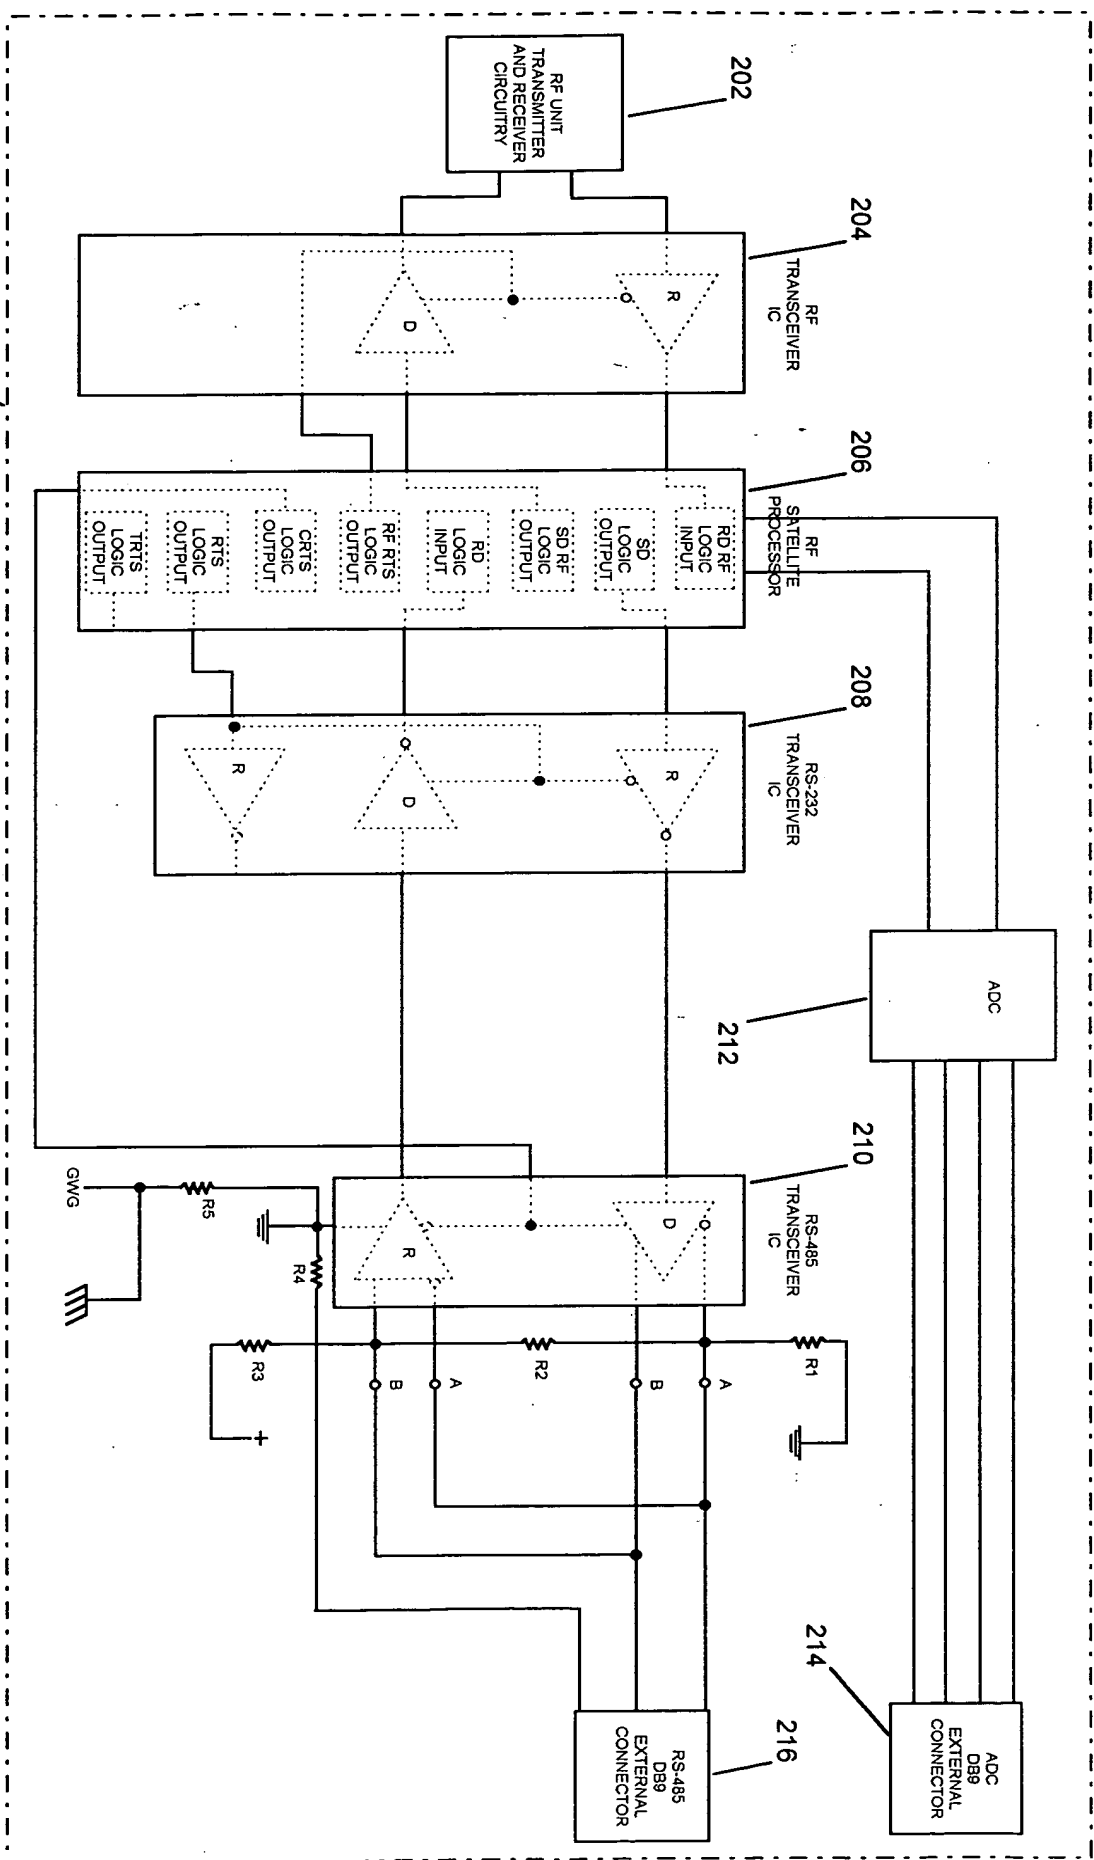 202
RF UNIT
TRANSMITTER
AND RECEIVER
CIRCUITRY
204
RF
TRANSCEIVER
IC
R
D
206
RF
SATELLITE
PROCESSOR
RD RF
LOGIC
INPUT
SD
LOGIC
OUTPUT
SD RF
LOGIC
OUTPUT
RD
LOGIC
INPUT
RF RTS
LOGIC
OUTPUT
CRTS
LOGIC
OUTPUT
RTS
LOGIC
OUTPUT
TRTS
LOGIC
OUTPUT
208
RS-232
TRANSCEIVER
IC
R
D
R
ADC
212
210
RS-485
TRANSCEIVER
IC
D
R
R1
R2
R3
R4
R5
GWG
A
B
A
B
+
214
ADC
DB9
EXTERNAL
CONNECTOR
216
RS-485
DB9
EXTERNAL
CONNECTOR